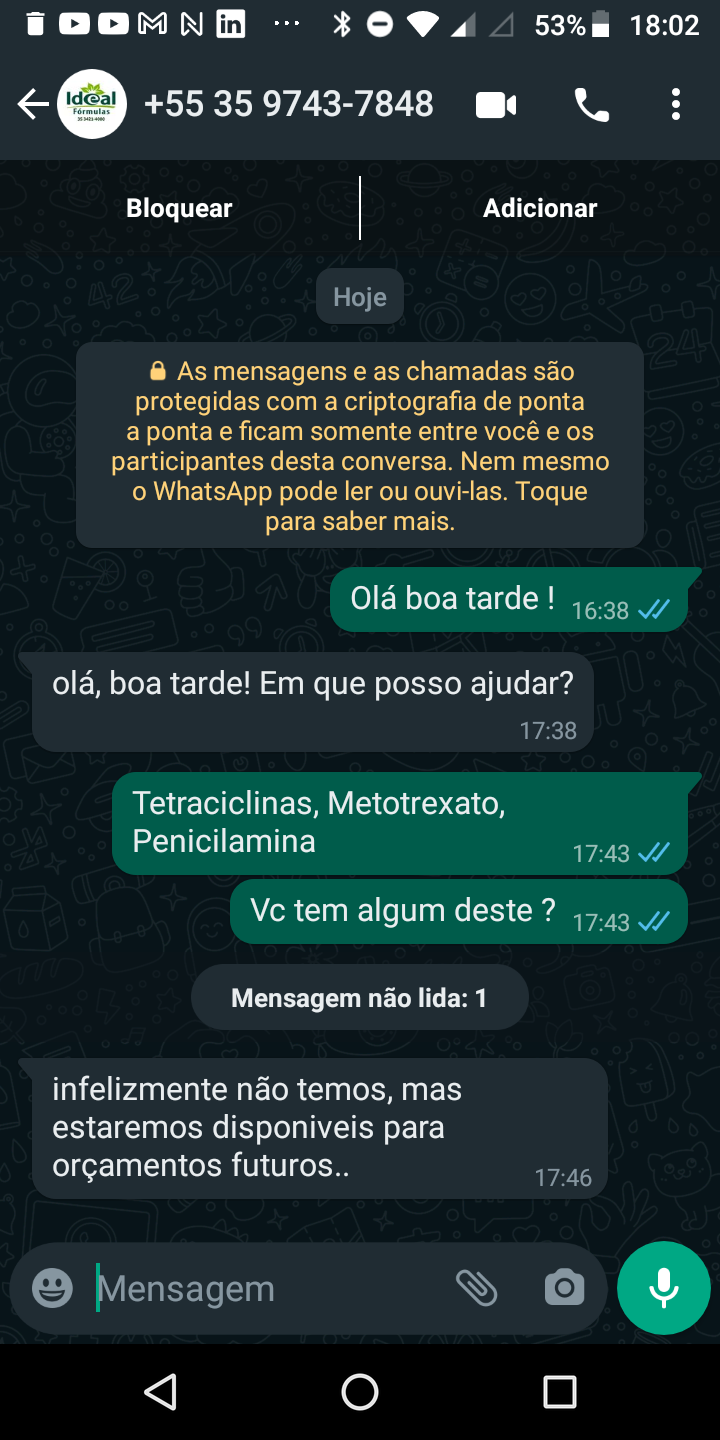 53% 18:02
Ideal
Fórmulas
35 3421-4000
+55 35 9743-7848
Bloquear Adicionar
Hoje
As mensagens e as chamadas são
protegidas com a criptografia de ponta
a ponta e ficam somente entre você e os
participantes desta conversa. Nem mesmo
o WhatsApp pode ler ou ouvi-las. Toque
para saber mais.
Olá boa tarde ! 16:38
olá, boa tarde! Em que posso ajudar?
17:38
Tetraciclinas, Metotrexato,
Penicilamina 17:43
Vc tem algum deste ? 17:43
Mensagem não lida: 1
infelizmente não temos, mas
estaremos disponiveis para
orçamentos futuros.. 17:46
Mensagem